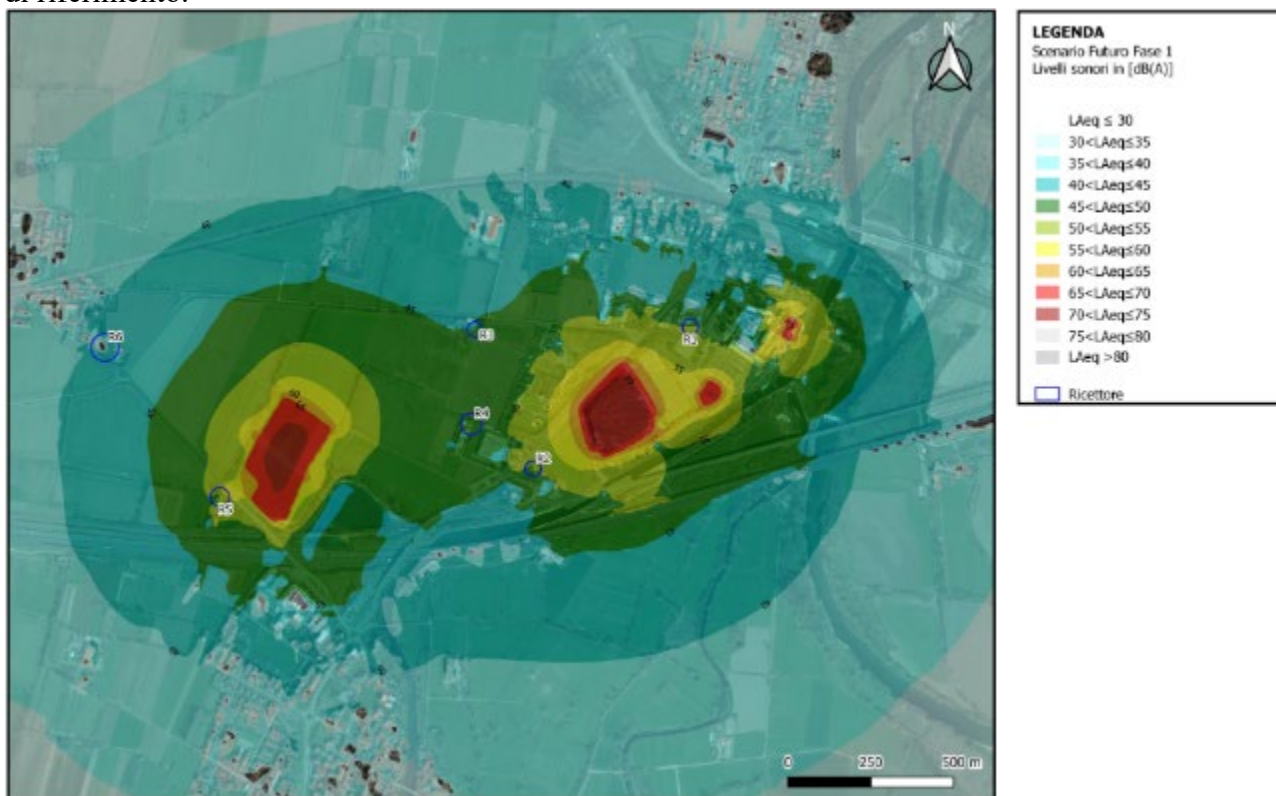 di riferimento.
N
LEGENDA
Scenario Futuro Fase 1
Livelli sonori in [dB(A)]
LAeq ≤ 30
30<LAeq≤35
35<LAeq≤40
40<LAeq≤45
45<LAeq≤50
50<LAeq≤55
55<LAeq≤60
60<LAeq≤65
65<LAeq≤70
70<LAeq≤75
75<LAeq≤80
LAeq >80
Ricettore
R6
R4
R2
R5
0 250 500 m